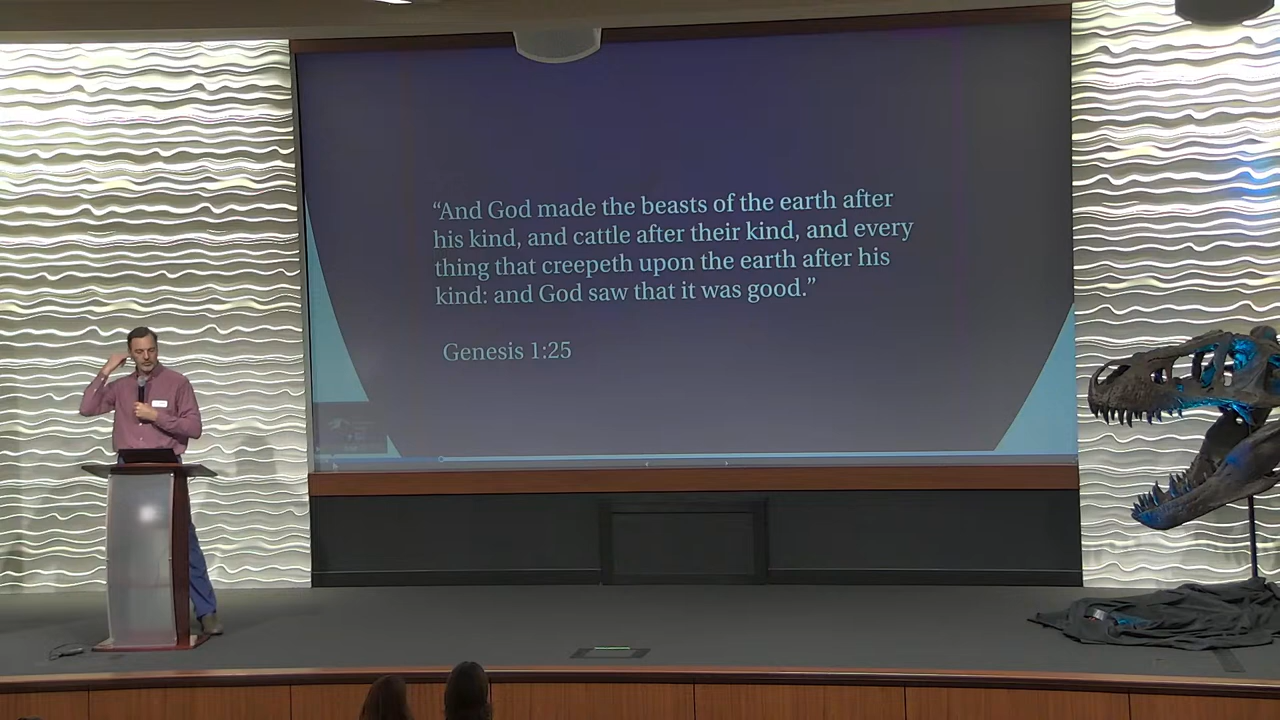 “And God made the beasts of the earth after
his kind, and cattle after their kind, and every
thing that creepeth upon the earth after his
kind: and God saw that it was good.”
Genesis 1:25